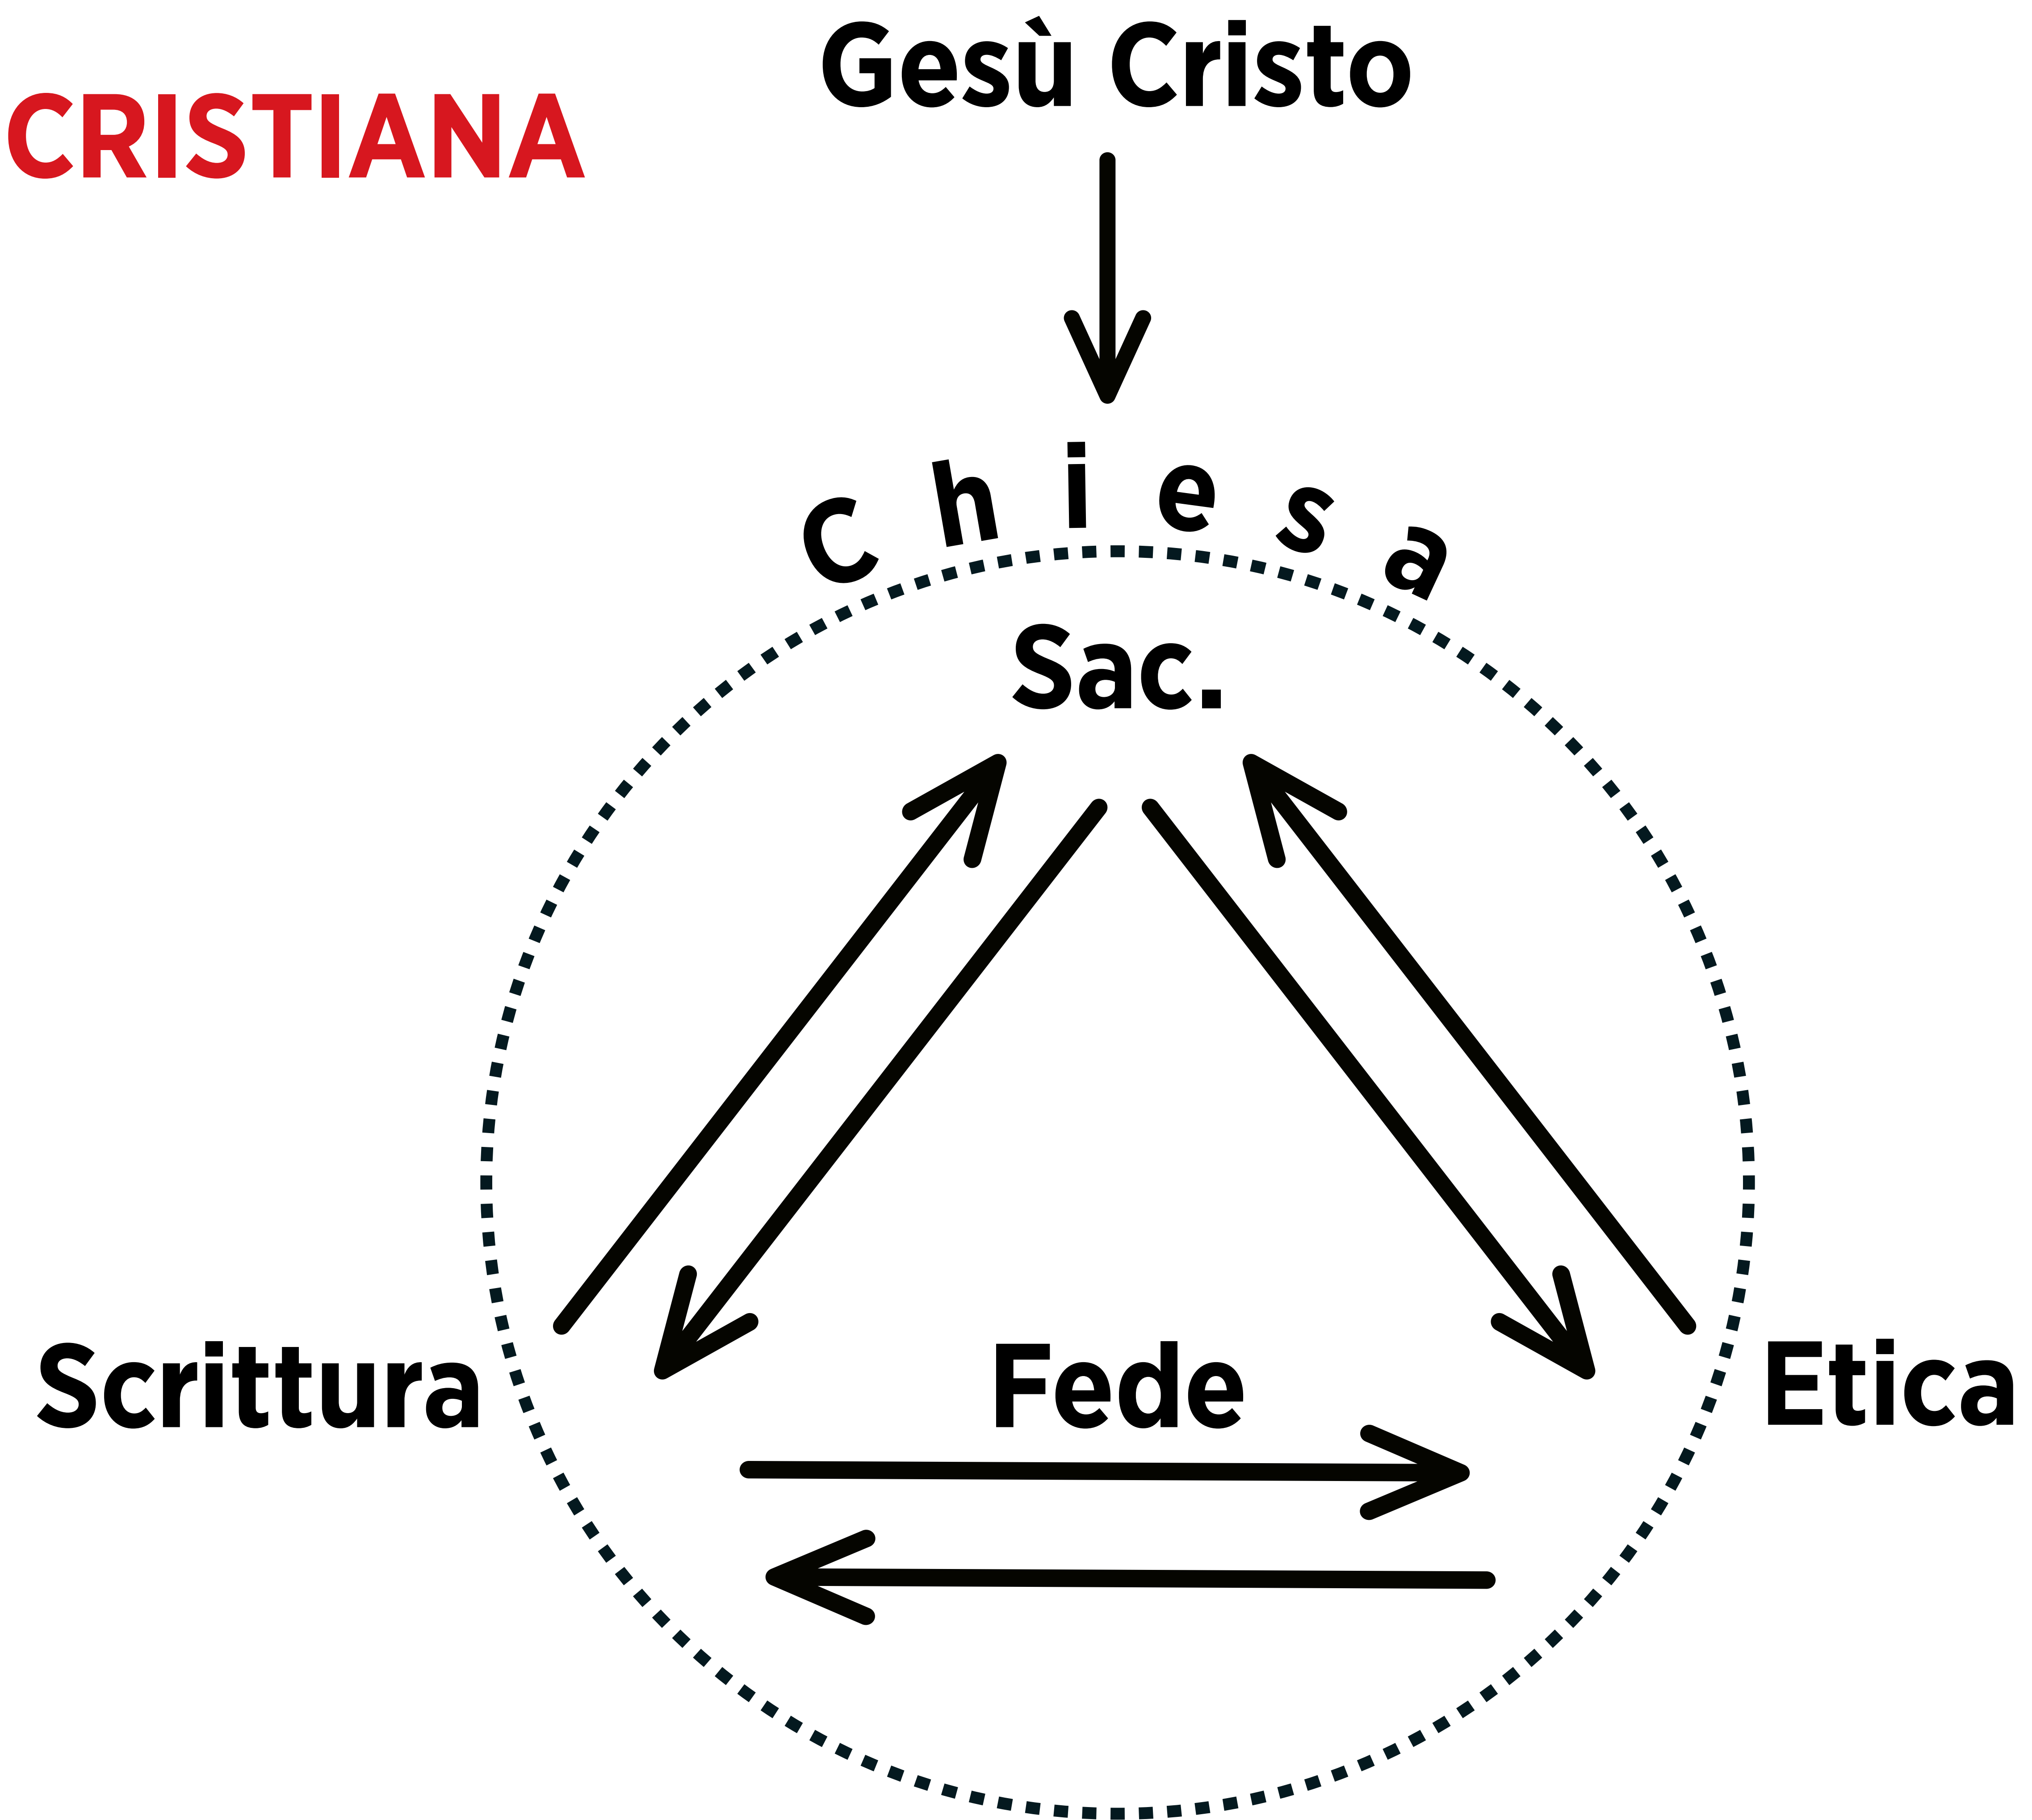 Gesù Cristo
CRISTIANA
Chiesa
Sac.
Scrittura
Fede
Etica